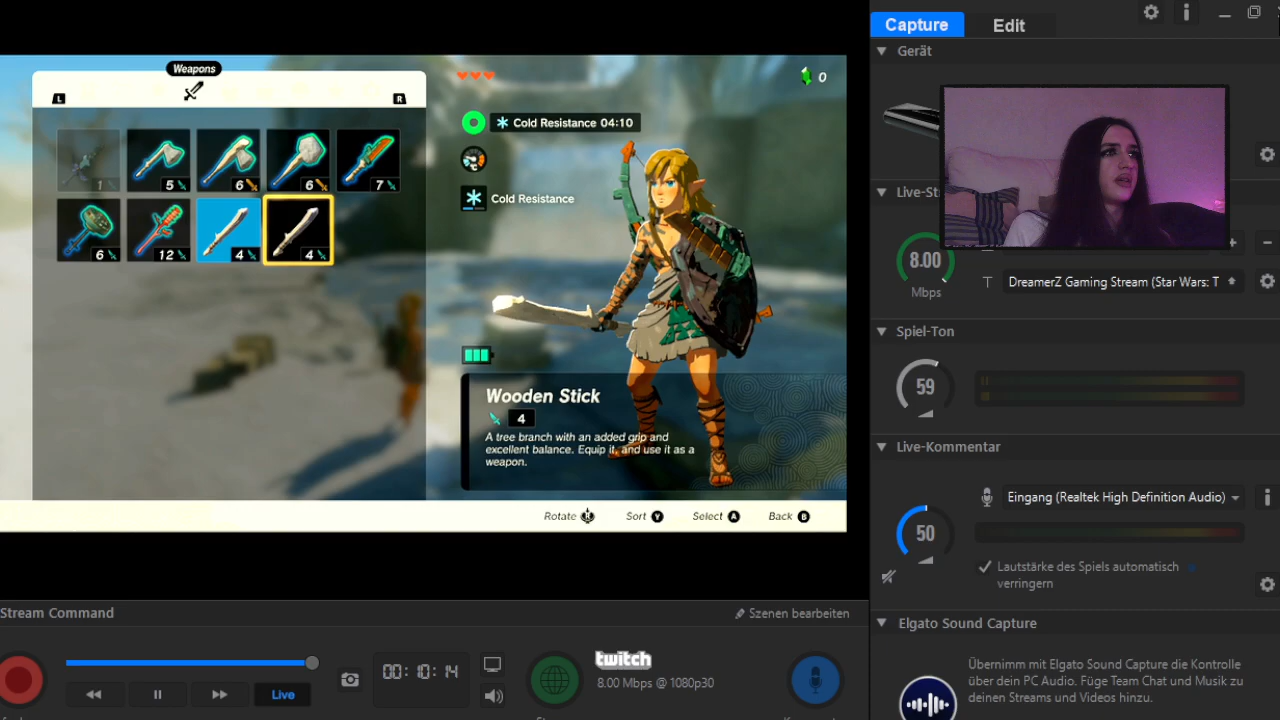 Capture
Edit
Gerät
Weapons
L
R
0
Cold Resistance 04:10
1
5
6
6
7
°C
Cold Resistance
6
12
4
4
8.00
Mbps
T
DreamerZ Gaming Stream (Star Wars: T
Spiel-Ton
59
Wooden Stick
4
A tree branch with an added grip and
excellent balance. Equip it, and use it as a
weapon.
Live-Kommentar
Eingang (Realtek High Definition Audio)
50
Rotate R
Sort Y
Select A
Back B
Lautstärke des Spiels automatisch
verringern
Stream Command
Szenen bearbeiten
Elgato Sound Capture
00:10:14
twitch
8.00 Mbps @ 1080p30
Live
Übernimm mit Elgato Sound Capture die Kontrolle
über dein PC Audio. Füge Team Chat und Musik zu
deinen Streams und Videos hinzu.